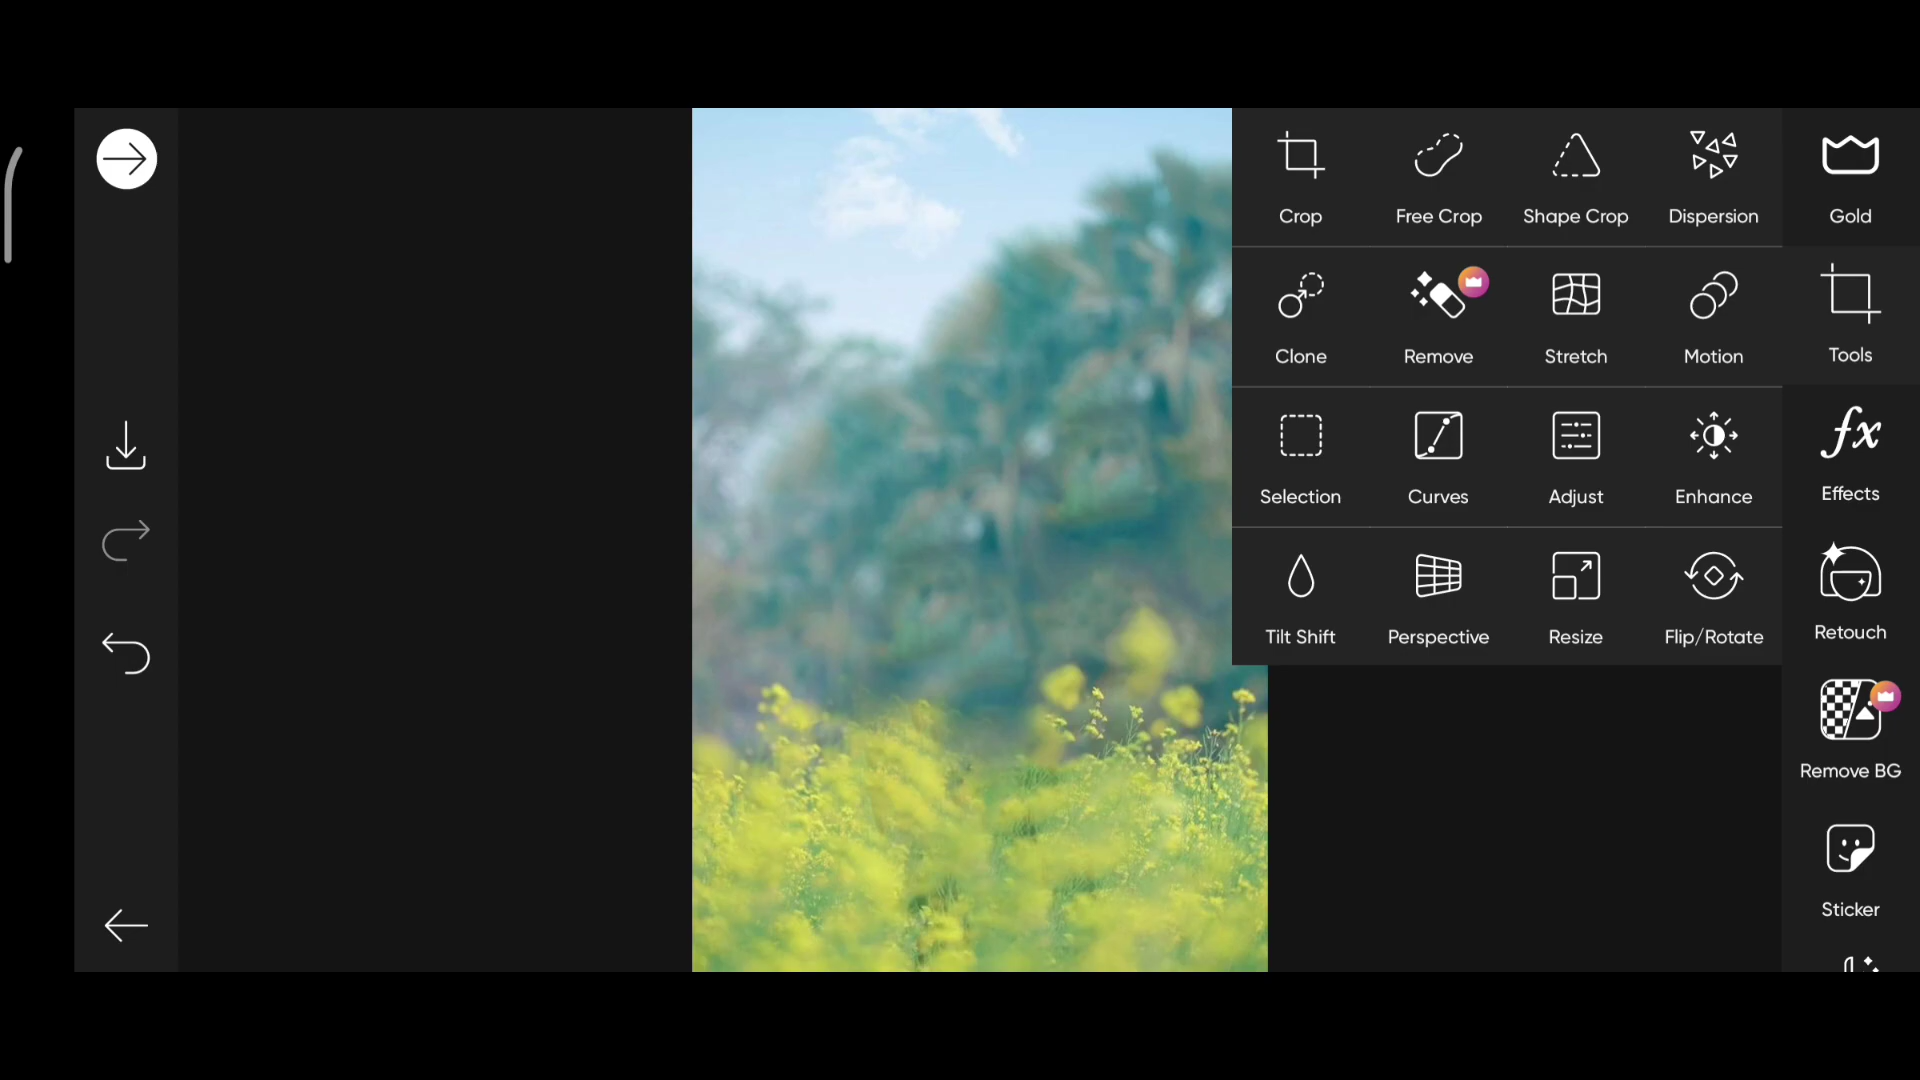 Crop
Free Crop
Shape Crop
Dispersion
Gold
Clone
Remove
Stretch
Motion
Tools
Selection
Curves
Adjust
Enhance
fx
Effects
Tilt Shift
Perspective
Resize
Flip/Rotate
Retouch
Remove BG
Sticker